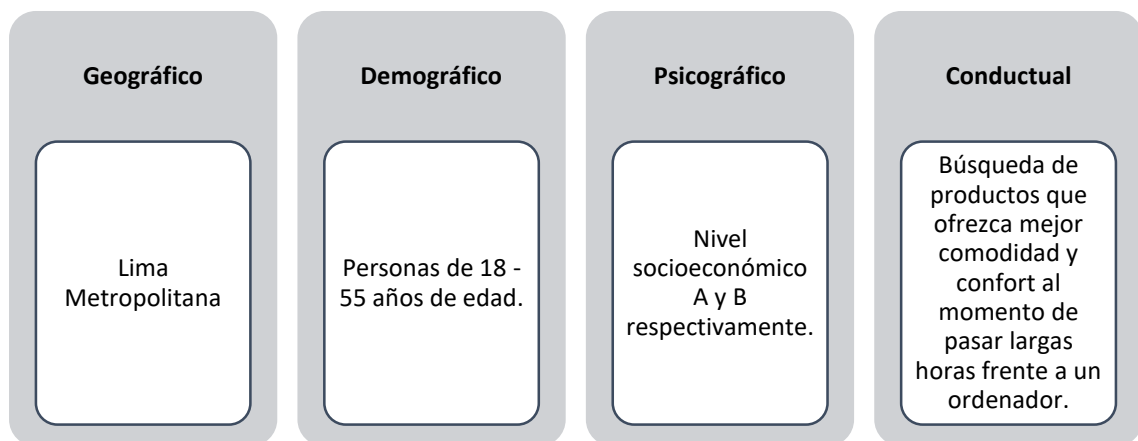 Geográfico
Lima
Metropolitana
Demográfico
Personas de 18 -
55 años de edad.
Psicográfico
Nivel
socioeconómico
A y B
respectivamente.
Conductual
Búsqueda de
productos que
ofrezca mejor
comodidad y
confort al
momento de
pasar largas
horas frente a un
ordenador.